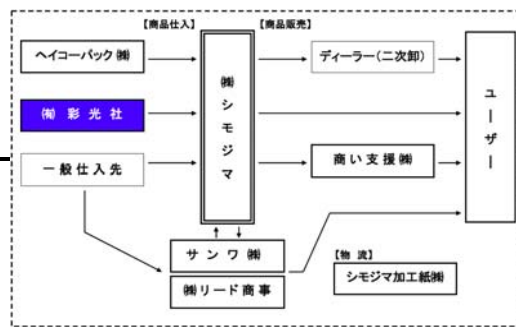 【商品仕入】
【商品販売】
ヘイコーパック㈱
㈲ 彩光社
一般仕入先
㈱シモジマ
ディーラー(二次卸)
商い支援㈱
ユーザー
サンワ㈱
㈱リード商事
【物流】
シモジマ加工紙㈱